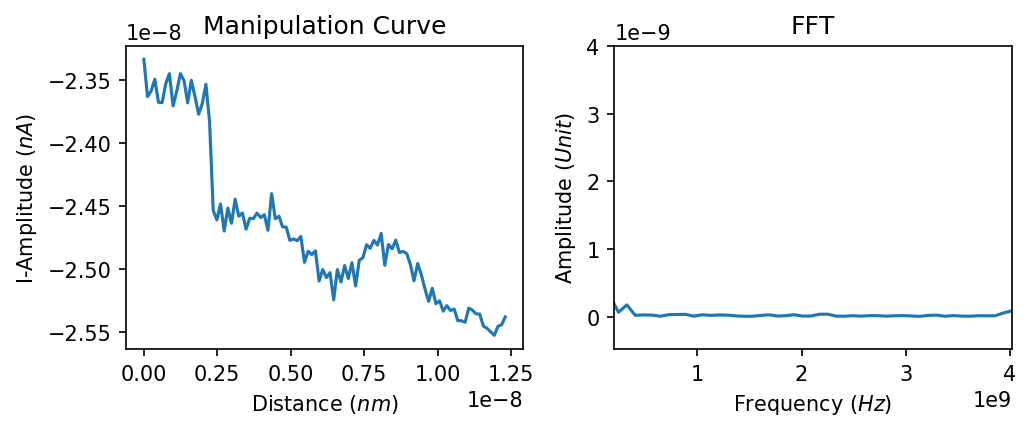 Manipulation Curve
1e−8
−2.35
−2.40
−2.45
−2.50
−2.55
I-Amplitude (nA)
0.00 0.25 0.50 0.75 1.00 1.25
Distance (nm)
1e−8
FFT
1e−9
4
3
2
1
0
Amplitude (Unit)
1 2 3 4
Frequency (Hz)
1e9